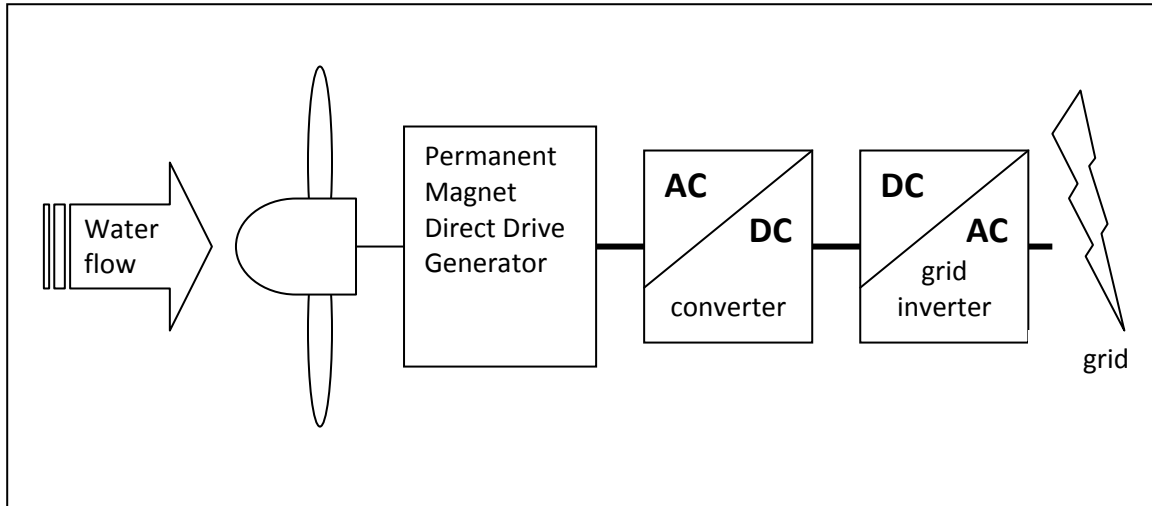 Water
flow
Permanent
Magnet
Direct Drive
Generator
AC
DC
converter
DC
AC
grid
inverter
grid